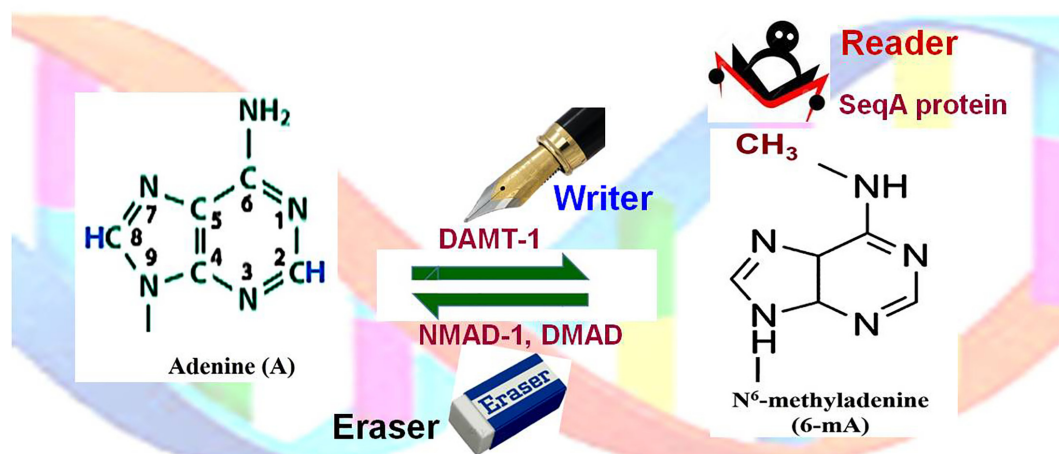 Reader
SeqA protein
NH₂
C
6
N
7
C
5
N
1
HC
8
9
4
C
3
2
CH
N
N
Adenine (A)
Writer
DAMT-1
NMAD-1, DMAD
Eraser
Eraser
CH₃
NH
N
N
N
H
N
N⁶-methyladenine
(6-mA)